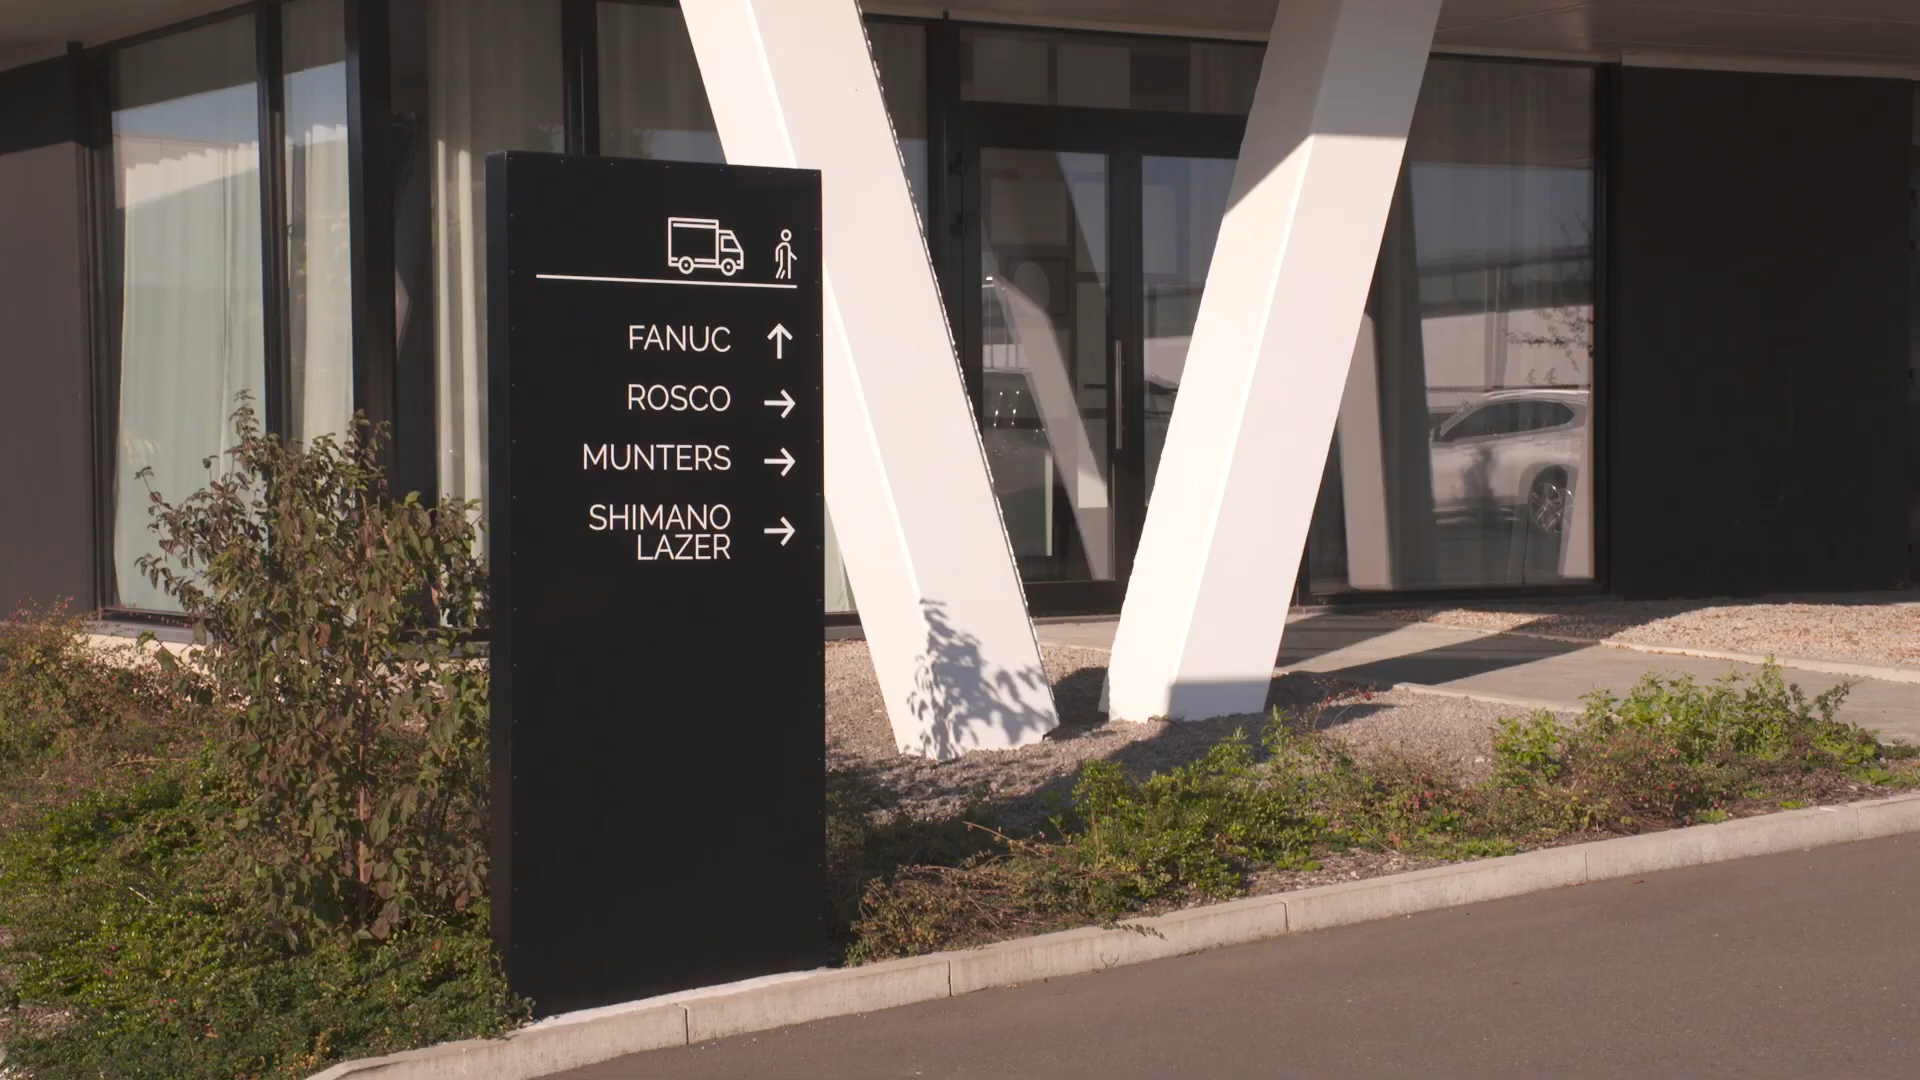 FANUC ↑
ROSCO →
MUNTERS →
SHIMANO
LAZER →